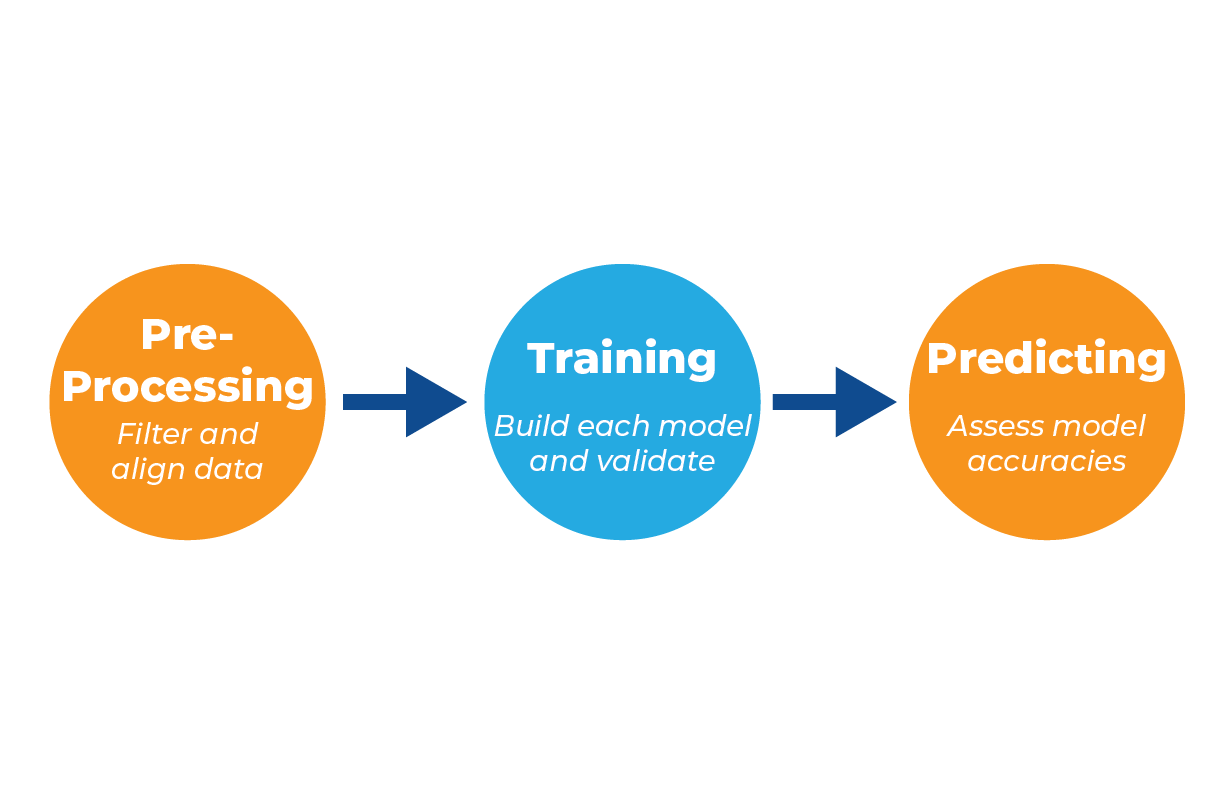 Pre-
Processing
Filter and
align data
Training
Build each model
and validate
Predicting
Assess model
accuracies